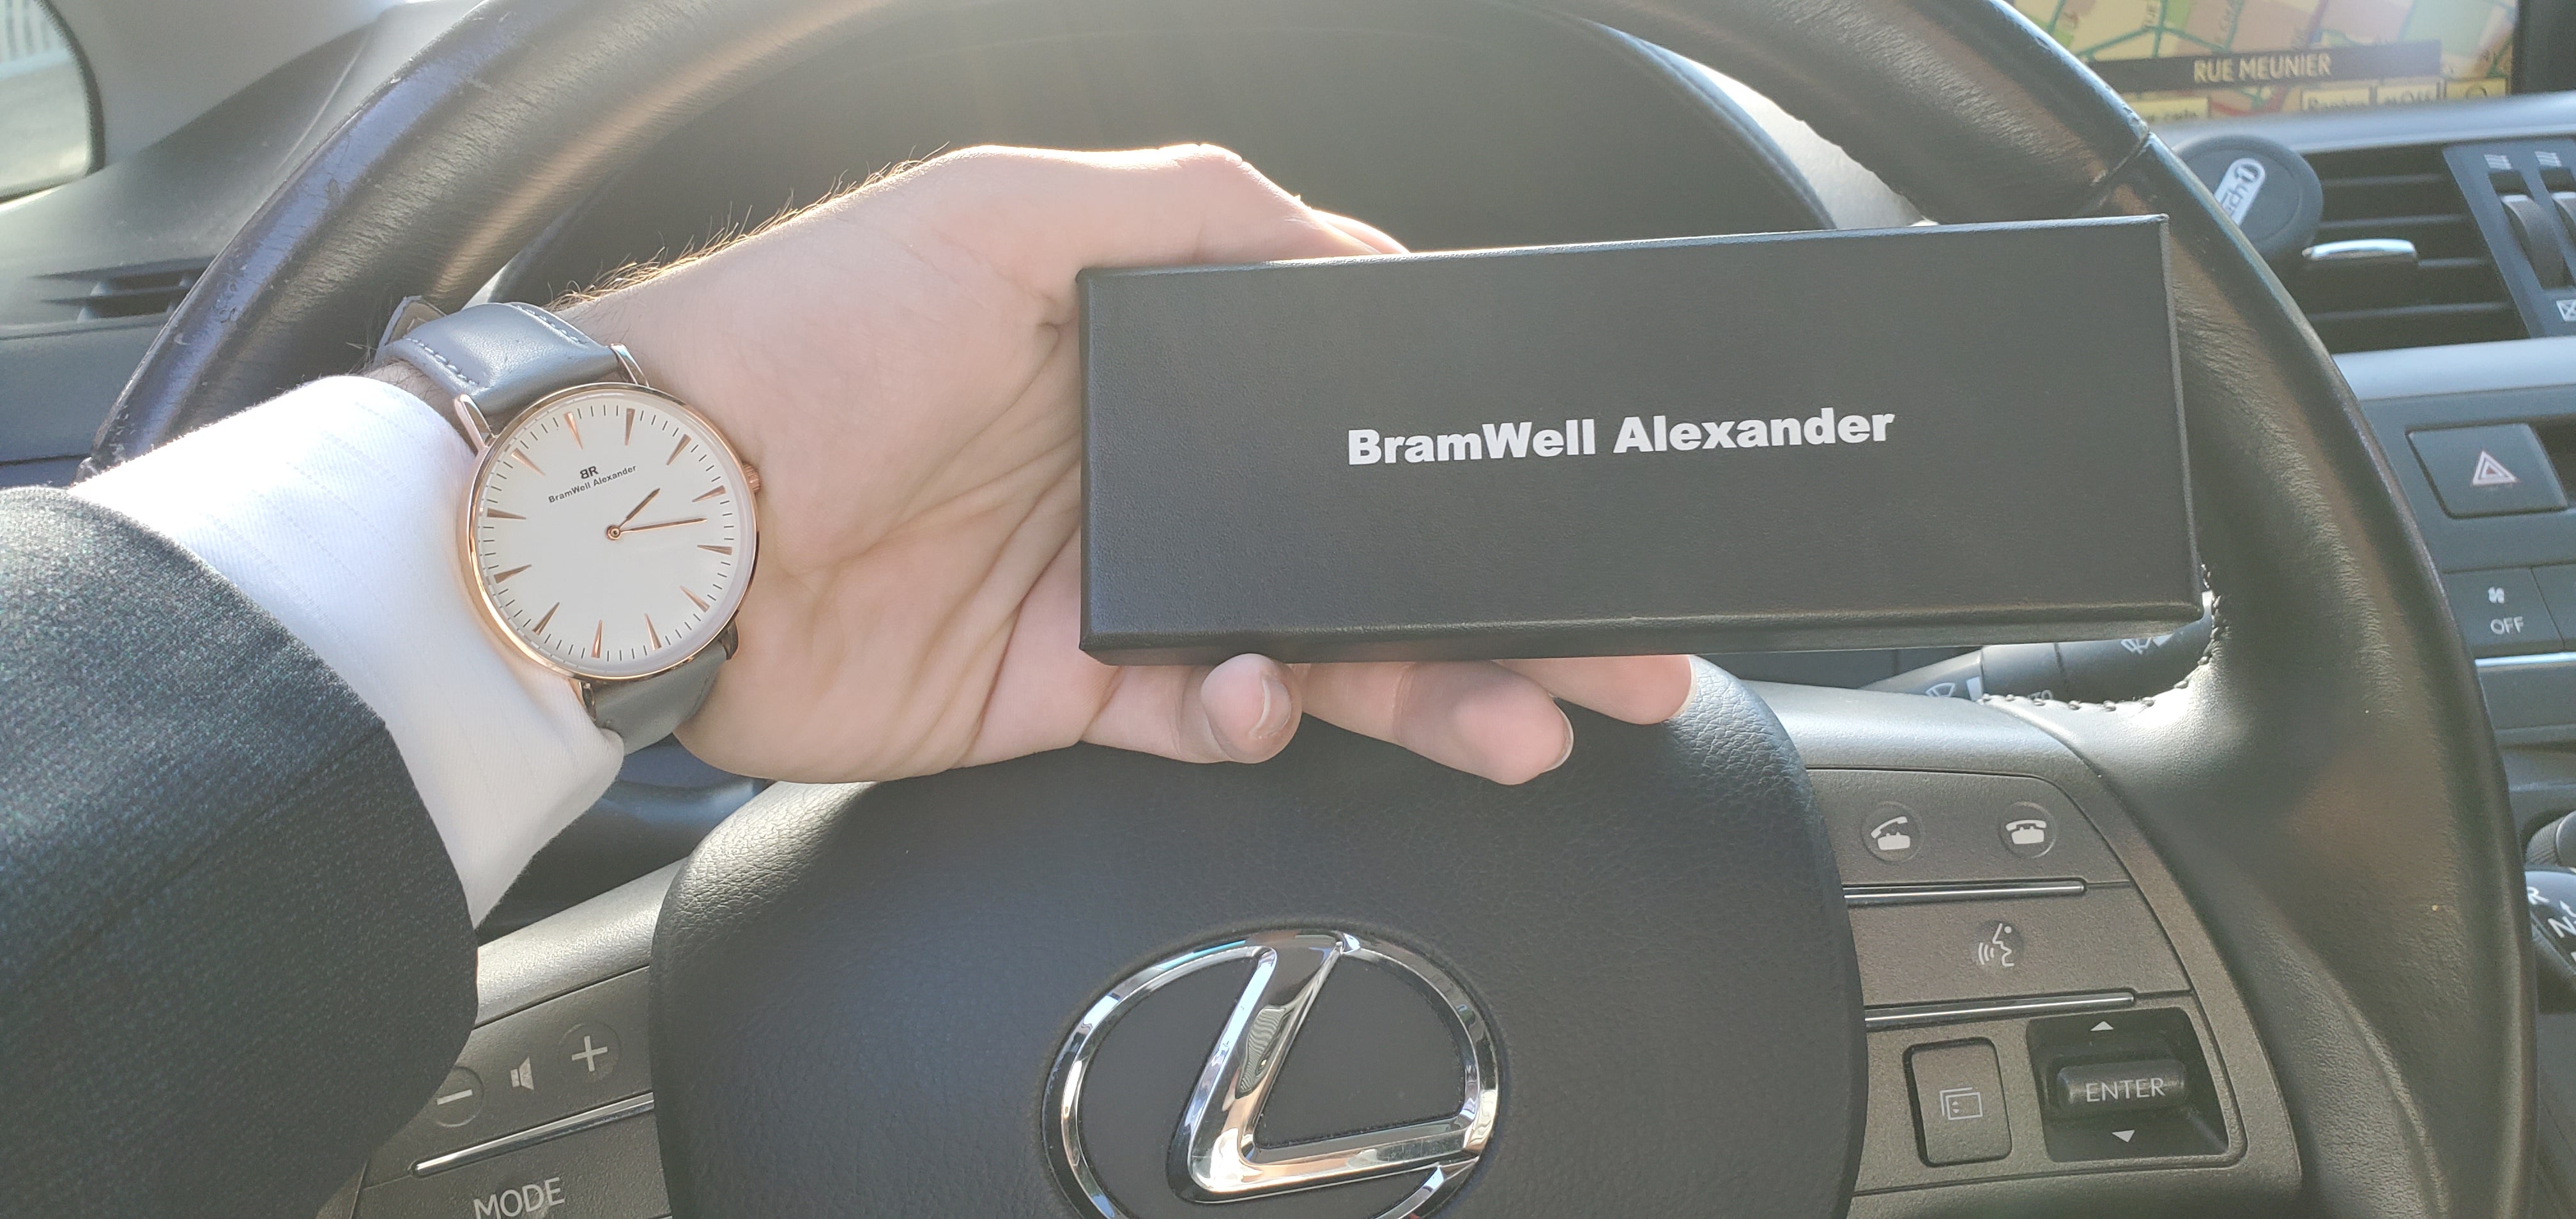 RUE MEUNIER
BR
BramWell Alexander
BramWell Alexander
OFF
ENTER
MODE